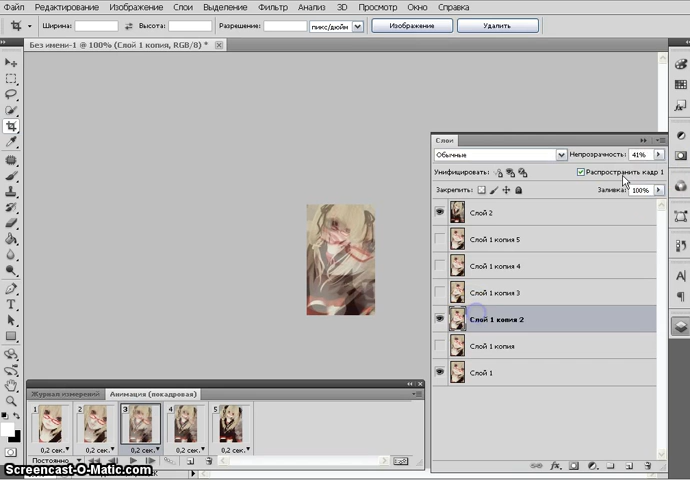 Файл Редактирование Изображение Слои Выделение Фильтр Анализ 3D Просмотр Окно Справка
Ширина: Высота: Разрешение: пикс/дюйм Изображение Удалить
Без имени-1 @ 100% (Слой 1 копия, RGB/8) *
Слои
Обычные Непрозрачность: 41%
Унифицировать: Распространить кадр 1
Закрепить: Заливка: 100%
Слой 2
Слой 1 копия 5
Слой 1 копия 4
Слой 1 копия 3
Слой 1 копия 2
Слой 1 копия
Слой 1
Журнал измерений Анимация (покадровая)
1 2 3 4 5
0,2 сек. 0,2 сек. 0,2 сек. 0,2 сек. 0,2 сек.
Постоянно
Screencast-O-Matic.com